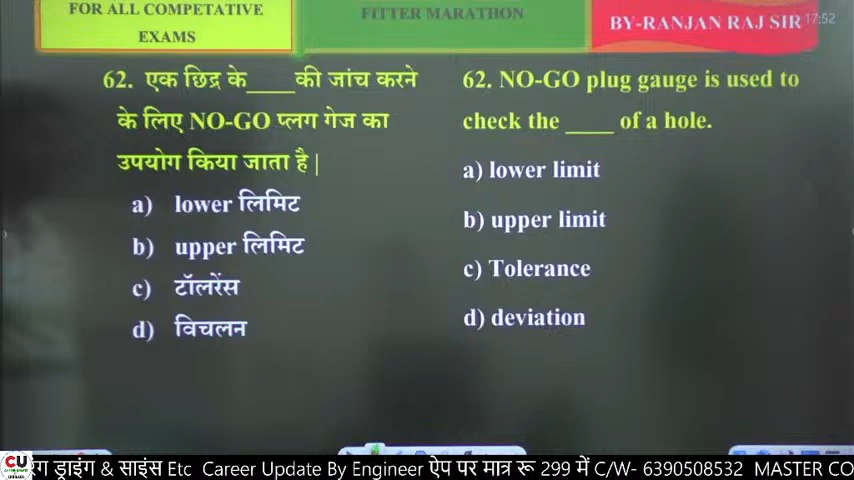 FOR ALL COMPETATIVE
EXAMS
FITTER MARATHON
BY-RANJAN RAJ SIR
17:52
62. एक छिद्र के____की जांच करने
के लिए NO-GO प्लग गेज का
उपयोग किया जाता है|
a) lower लिमिट
b) upper लिमिट
c) टॉलरेंस
d) विचलन
62. NO-GO plug gauge is used to
check the ____ of a hole.
a) lower limit
b) upper limit
c) Tolerance
d) deviation
CU
ड्राइंग & साइंस Etc Career Update By Engineer ऐप पर मात्र रू 299 में C/W- 6390508532 MASTER CO